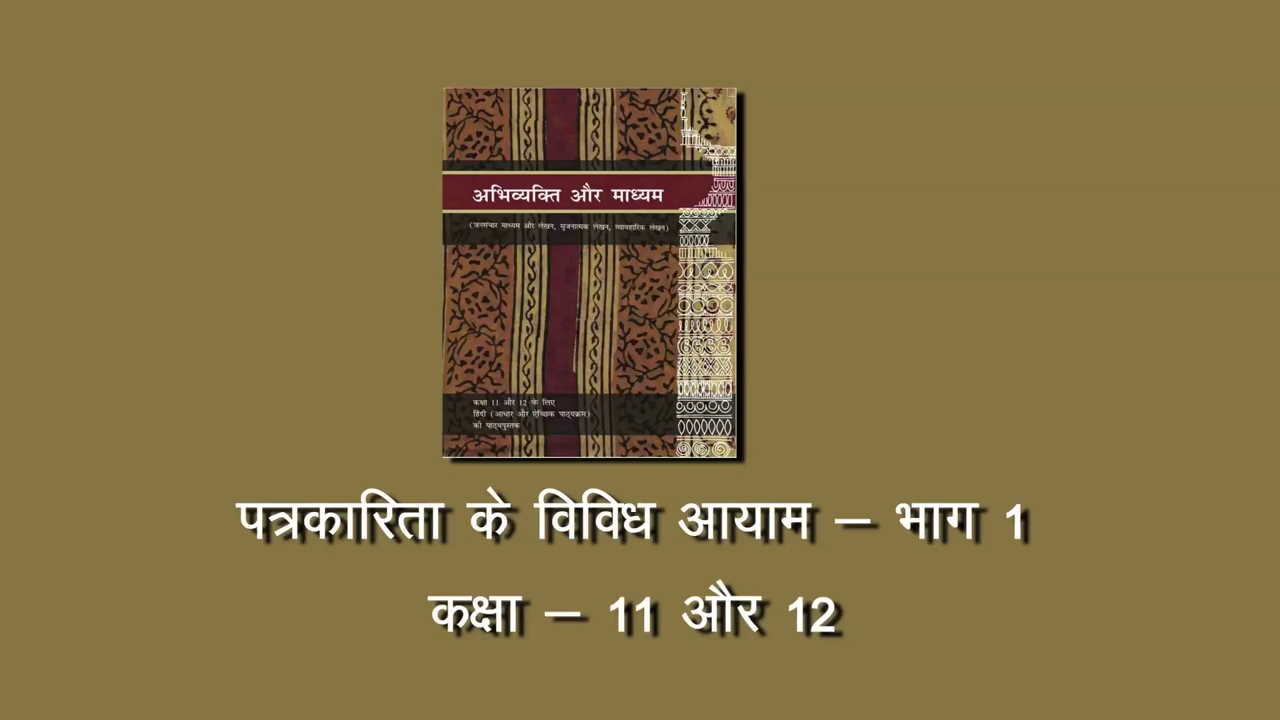 अभिव्यक्ति और माध्यम
(जनसंचार माध्यम और लेखन, सृजनात्मक लेखन, व्यावहारिक लेखन)
कक्षा 11 और 12 के लिए
हिंदी (आधार और ऐच्छिक पाठ्यक्रम)
की पाठ्यपुस्तक
पत्रकारिता के विविध आयाम – भाग 1
कक्षा – 11 और 12